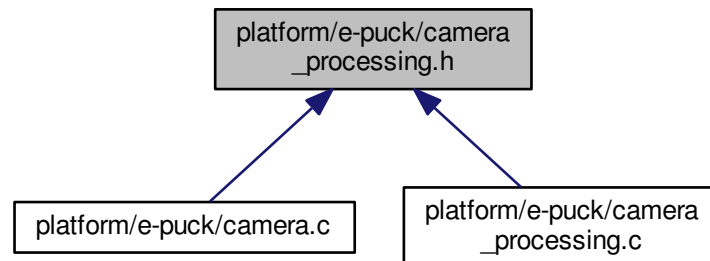 platform/e-puck/camera
_processing.h
platform/e-puck/camera.c
platform/e-puck/camera
_processing.c